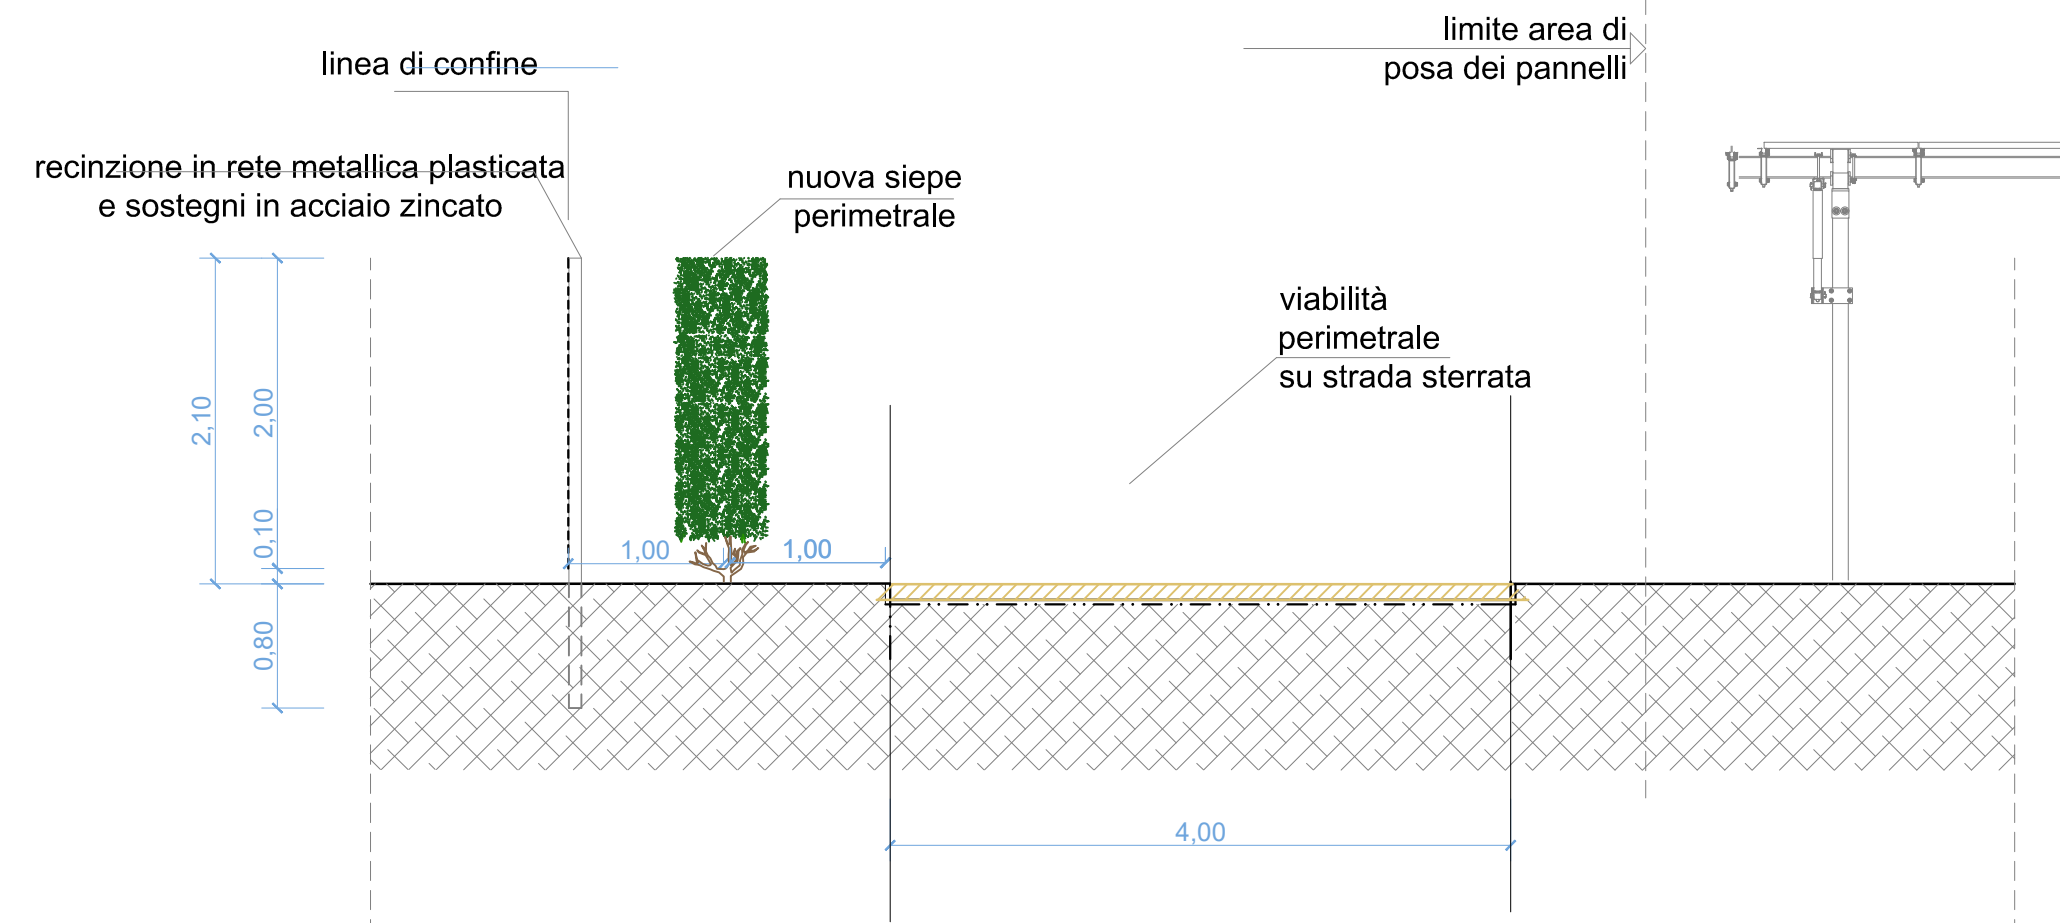 limite area di
posa dei pannelli
linea di confine
recinzione in rete metallica plasticata
e sostegni in acciaio zincato
nuova siepe
perimetrale
viabilità
perimetrale
su strada sterrata
2,10
2,00
0,10
0,80
1,00
1,00
4,00